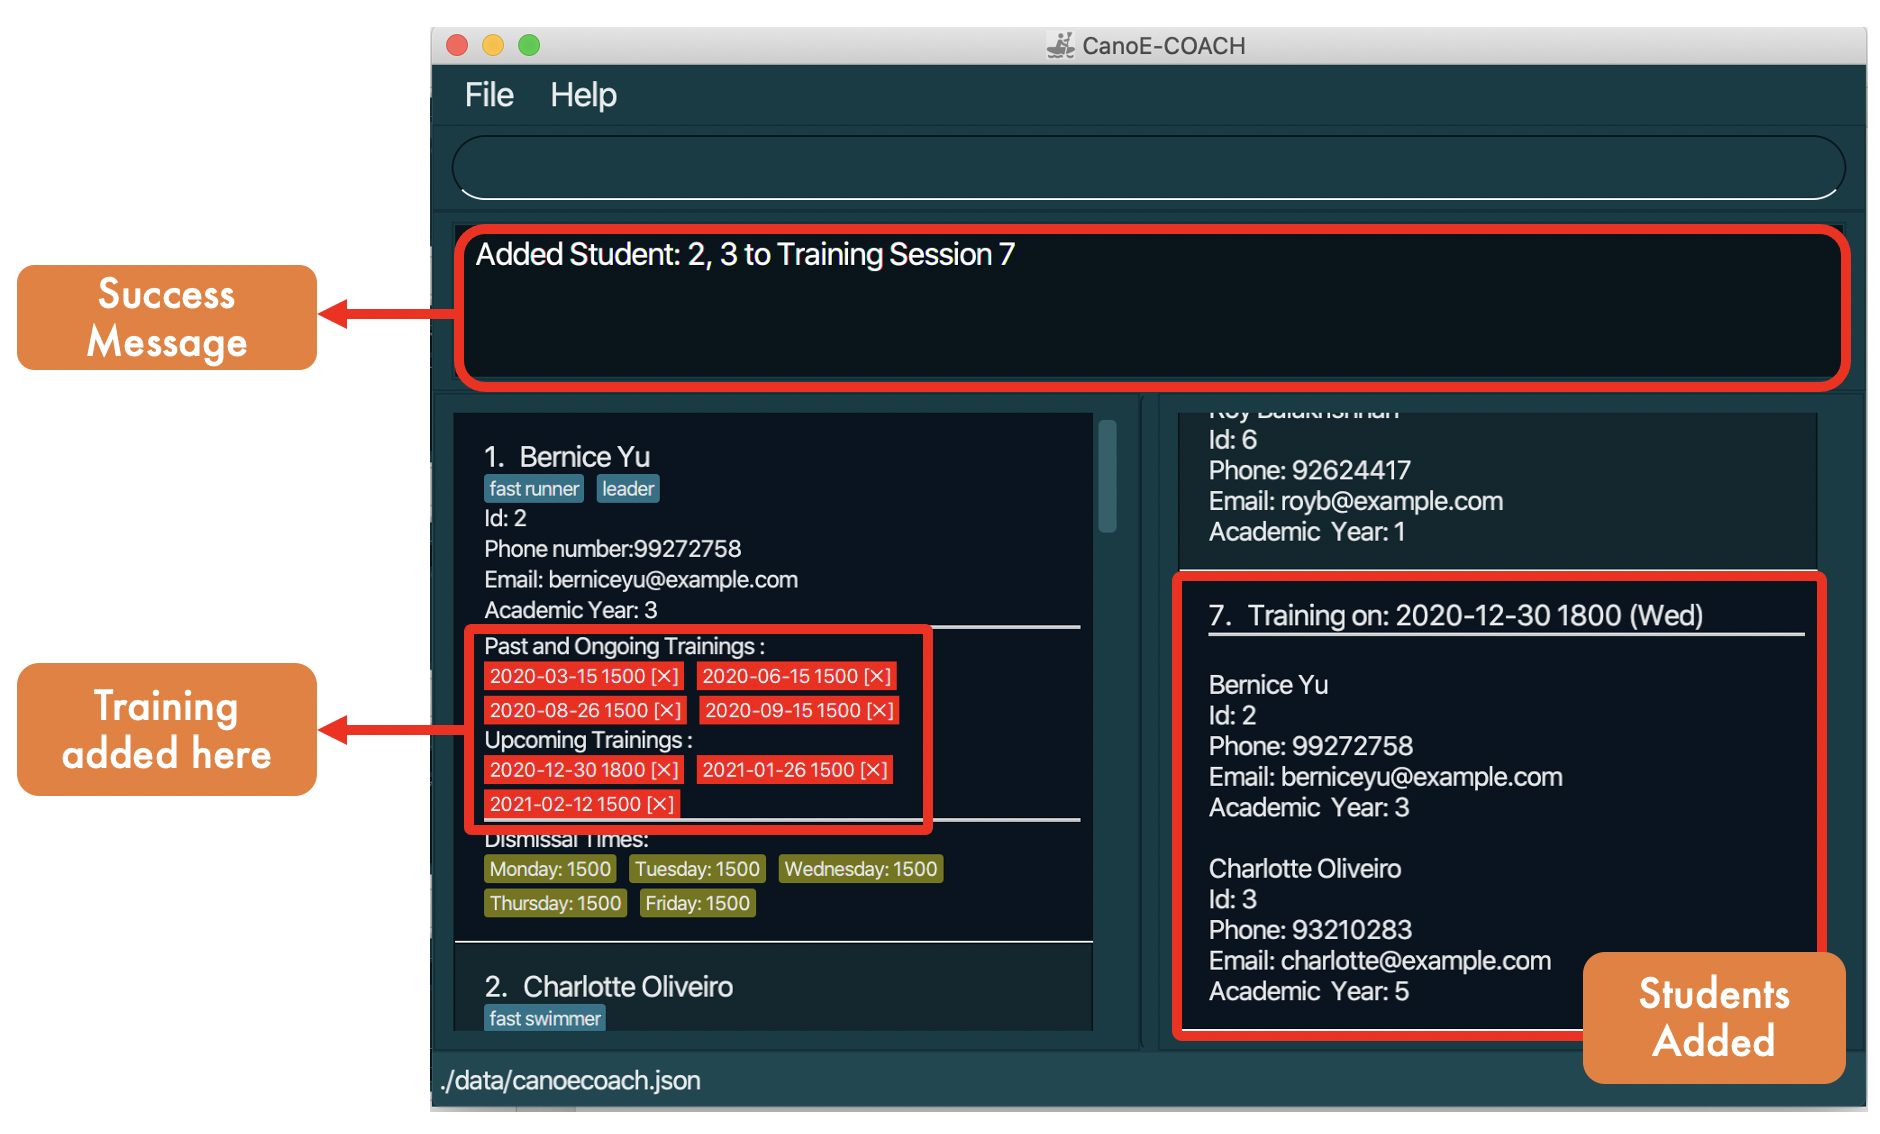 CanoE-COACH
File Help
Added Student: 2, 3 to Training Session 7
Success
Message
1. Bernice Yu
fast runner leader
Id: 2
Phone number:99272758
Email: berniceyu@example.com
Academic Year: 3
Past and Ongoing Trainings :
2020-03-15 1500 [×] 2020-06-15 1500 [×]
2020-08-26 1500 [×] 2020-09-15 1500 [×]
Upcoming Trainings :
2020-12-30 1800 [×] 2021-01-26 1500 [×]
2021-02-12 1500 [×]
Training
added here
Dismissal Times:
Monday: 1500 Tuesday: 1500 Wednesday: 1500
Thursday: 1500 Friday: 1500
2. Charlotte Oliveiro
fast swimmer
Roy Balakrishnan
Id: 6
Phone: 92624417
Email: royb@example.com
Academic Year: 1
7. Training on: 2020-12-30 1800 (Wed)
Bernice Yu
Id: 2
Phone: 99272758
Email: berniceyu@example.com
Academic Year: 3
Charlotte Oliveiro
Id: 3
Phone: 93210283
Email: charlotte@example.com
Academic Year: 5
Students
Added
./data/canoecoach.json